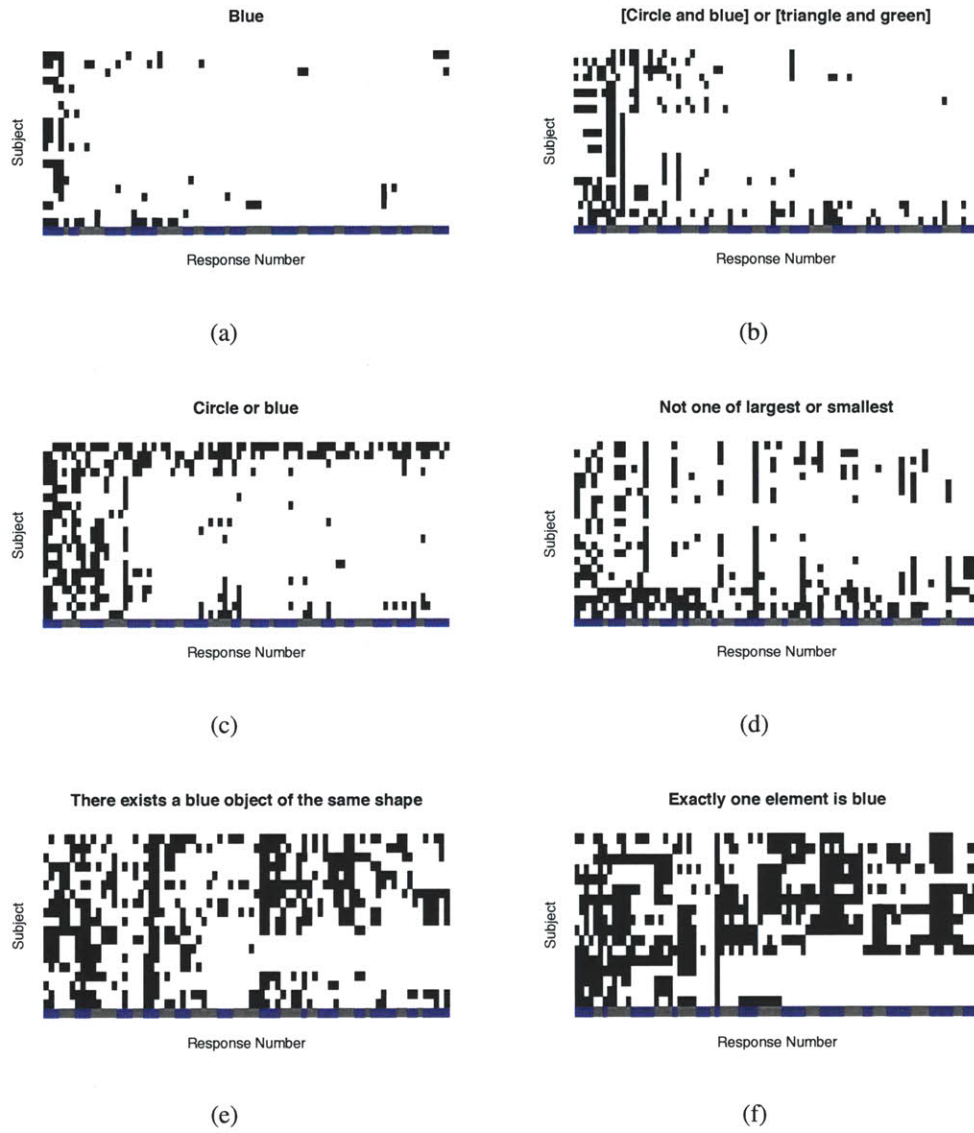 Blue
Subject
Response Number
(a)
[Circle and blue] or [triangle and green]
Subject
Response Number
(b)
Circle or blue
Subject
Response Number
(c)
Not one of largest or smallest
Subject
Response Number
(d)
There exists a blue object of the same shape
Subject
Response Number
(e)
Exactly one element is blue
Subject
Response Number
(f)